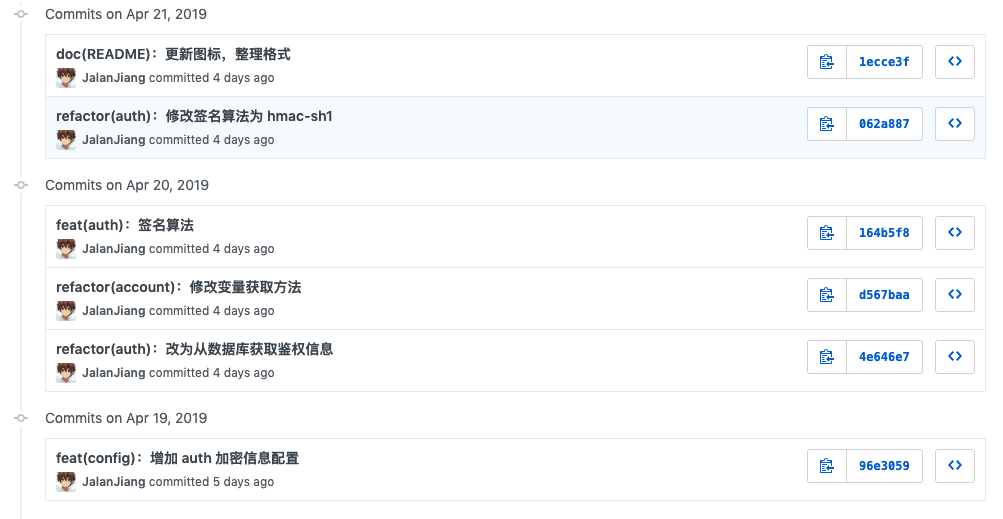 Commits on Apr 21, 2019
doc(README)：更新图标，整理格式
JalanJiang committed 4 days ago
1ecce3f
refactor(auth)：修改签名算法为 hmac-sh1
JalanJiang committed 4 days ago
062a887
Commits on Apr 20, 2019
feat(auth)：签名算法
JalanJiang committed 4 days ago
164b5f8
refactor(account)：修改变量获取方法
JalanJiang committed 4 days ago
d567baa
refactor(auth)：改为从数据库获取鉴权信息
JalanJiang committed 4 days ago
4e646e7
Commits on Apr 19, 2019
feat(config)：增加 auth 加密信息配置
JalanJiang committed 5 days ago
96e3059